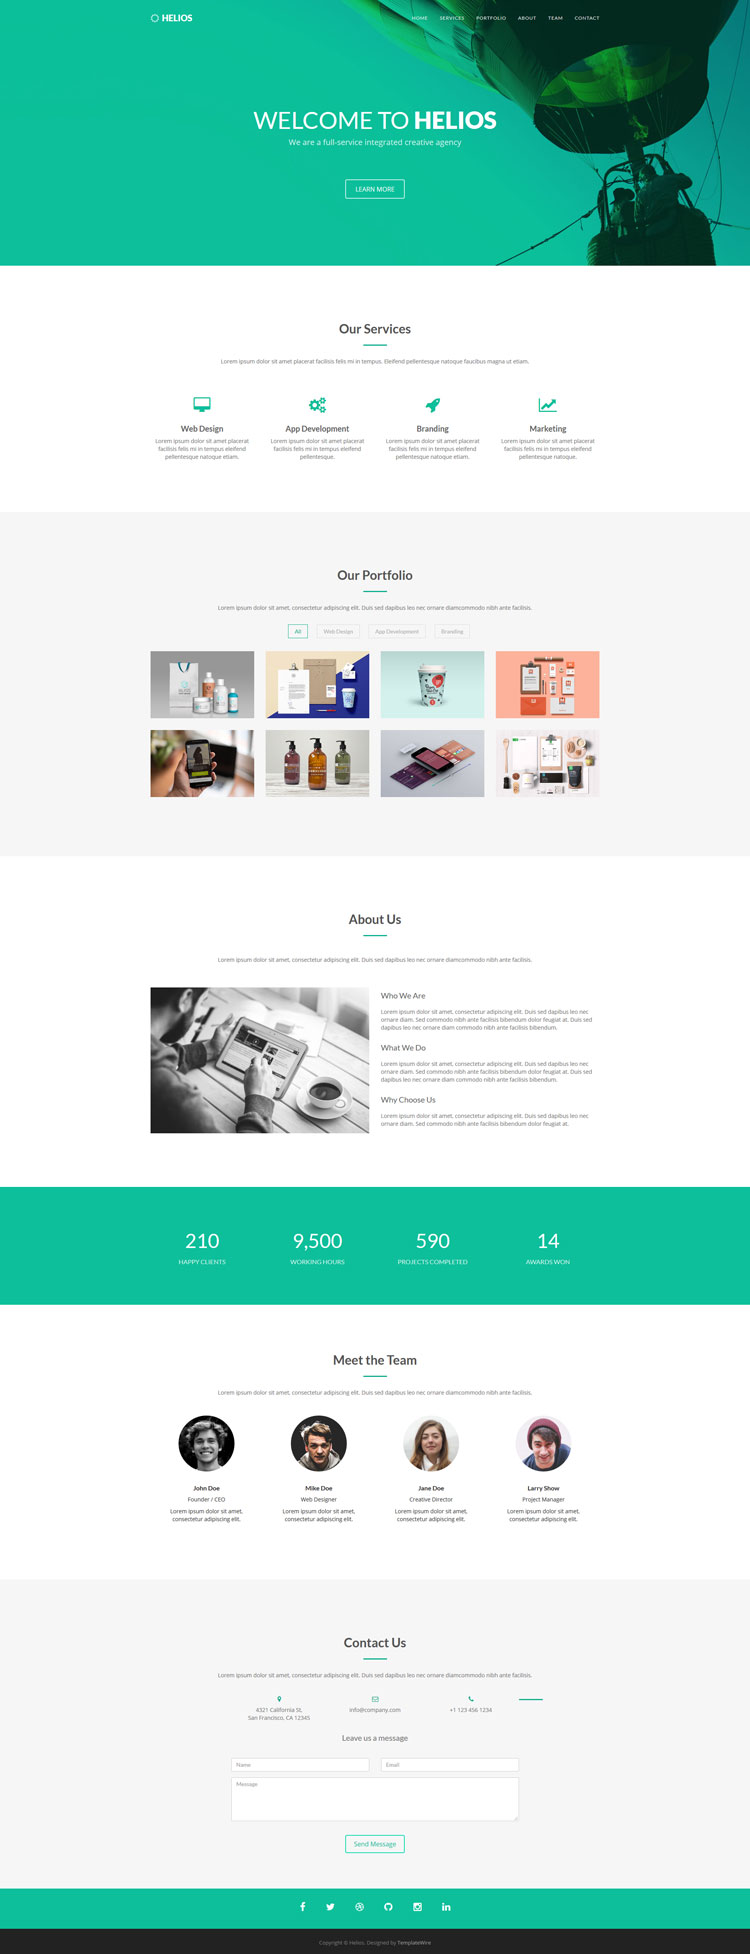 HELIOS
HOME SERVICES PORTFOLIO ABOUT TEAM CONTACT
WELCOME TO HELIOS
We are a full-service integrated creative agency
LEARN MORE
Our Services
Lorem ipsum dolor sit amet placerat facilisis felis mi in tempus. Eleifend pellentesque natoque faucibus magna ut etiam.
Web Design
Lorem ipsum dolor sit amet placerat
facilisis felis mi in tempus eleifend
pellentesque natoque etiam.
App Development
Lorem ipsum dolor sit amet placerat
facilisis felis mi in tempus eleifend
pellentesque.
Branding
Lorem ipsum dolor sit amet placerat
facilisis felis mi in tempus eleifend
pellentesque natoque etiam.
Marketing
Lorem ipsum dolor sit amet placerat
facilisis felis mi in tempus eleifend
pellentesque natoque.
Our Portfolio
Lorem ipsum dolor sit amet, consectetur adipiscing elit. Duis sed dapibus leo nec ornare diamcommodo nibh ante facilisis.
All Web Design App Development Branding
About Us
Lorem ipsum dolor sit amet, consectetur adipiscing elit. Duis sed dapibus leo nec ornare diamcommodo nibh ante facilisis.
Who We Are
Lorem ipsum dolor sit amet, consectetur adipiscing elit. Duis sed dapibus leo nec
ornare diam. Sed commodo nibh ante facilisis bibendum dolor feugiat at. Duis sed
dapibus leo nec ornare diam commodo nibh ante facilisis bibendum.
What We Do
Lorem ipsum dolor sit amet, consectetur adipiscing elit. Duis sed dapibus leo nec
ornare diam. Sed commodo nibh ante facilisis bibendum dolor feugiat at. Duis sed
dapibus leo nec ornare diam commodo nibh ante facilisis bibendum.
Why Choose Us
Lorem ipsum dolor sit amet, consectetur adipiscing elit. Duis sed dapibus leo nec
ornare diam. Sed commodo nibh ante facilisis bibendum dolor feugiat at.
210 9,500 590 14
HAPPY CLIENTS WORKING HOURS PROJECTS COMPLETED AWARDS WON
Meet the Team
Lorem ipsum dolor sit amet, consectetur adipiscing elit. Duis sed dapibus leo nec ornare diamcommodo nibh ante facilisis.
John Doe
Founder / CEO
Lorem ipsum dolor sit amet,
consectetur adipiscing elit.
Mike Doe
Web Designer
Lorem ipsum dolor sit amet,
consectetur adipiscing elit.
Jane Doe
Creative Director
Lorem ipsum dolor sit amet,
consectetur adipiscing elit.
Larry Show
Project Manager
Lorem ipsum dolor sit amet,
consectetur adipiscing elit.
Contact Us
Lorem ipsum dolor sit amet, consectetur adipiscing elit. Duis sed dapibus leo nec ornare diamcommodo nibh ante facilisis.
4321 California St,
San Francisco, CA 12345
info@company.com
+1 123 456 1234
Leave us a message
Name
Email
Message
Send Message
Copyright © Helios. Designed by TemplateWire